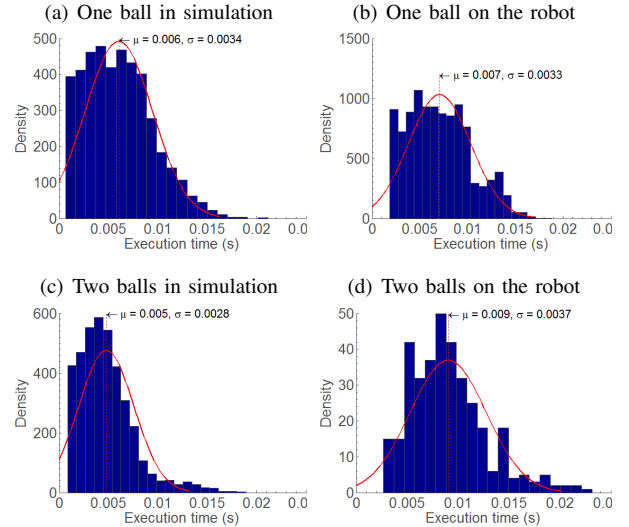 (a) One ball in simulation
(b) One ball on the robot
500
400
300
200
100
0
Density
μ = 0.006, σ = 0.0034
0 0.005 0.01 0.015 0.02 0.0
Execution time (s)
1500
1000
500
0
Density
μ = 0.007, σ = 0.0033
0 0.005 0.01 0.015 0.02 0.0
Execution time (s)
(c) Two balls in simulation
(d) Two balls on the robot
600
400
200
0
Density
μ = 0.005, σ = 0.0028
0 0.005 0.01 0.015 0.02 0.0
Execution time (s)
50
40
30
20
10
0
Density
μ = 0.009, σ = 0.0037
0 0.005 0.01 0.015 0.02 0.0
Execution time (s)